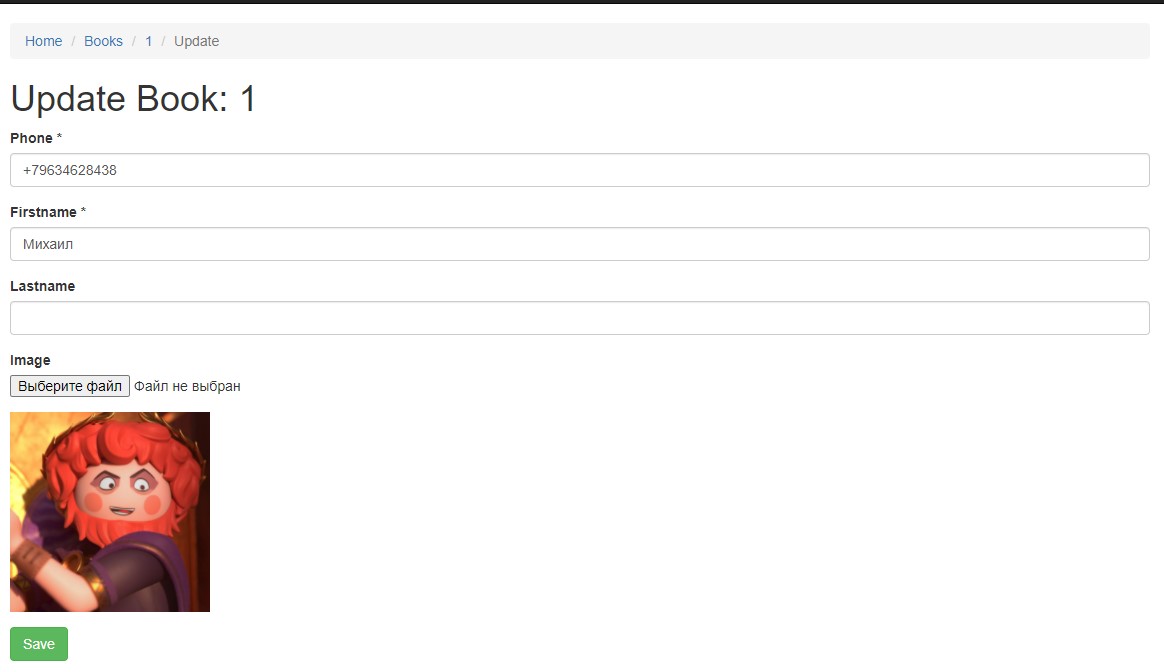 Home / Books / 1 / Update
Update Book: 1
Phone *
+79634628438
Firstname *
Михаил
Lastname
Image
Выберите файл Файл не выбран
Save